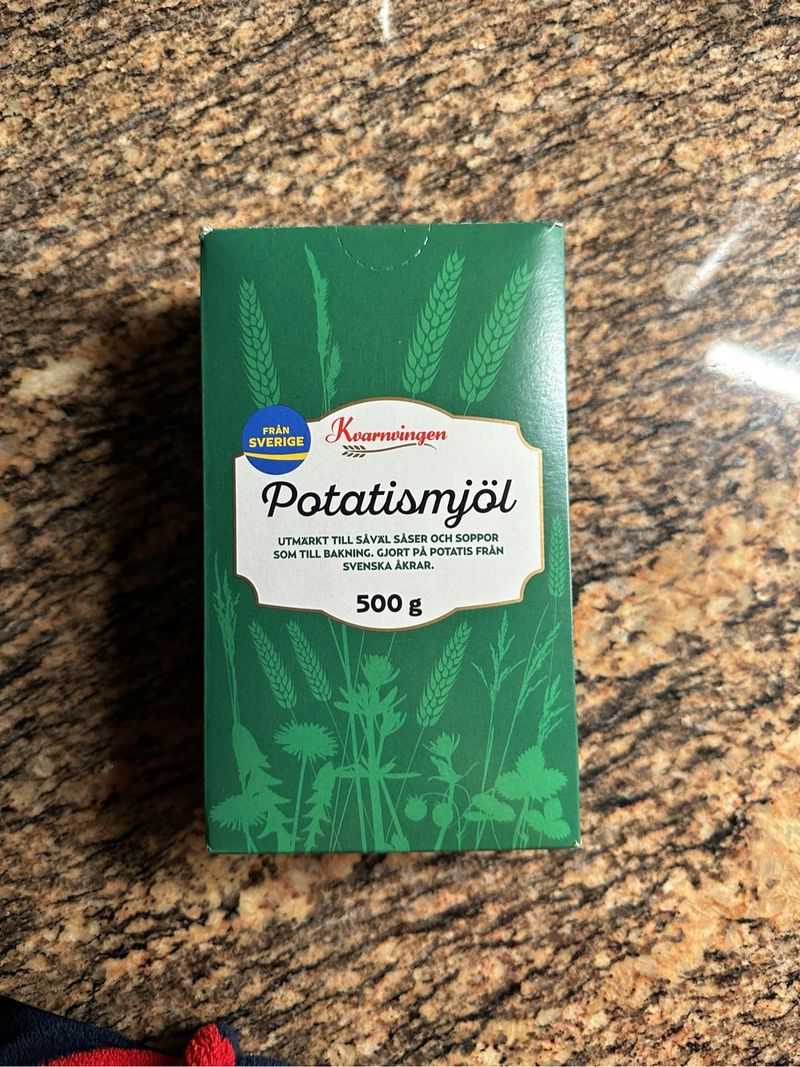 FRÅN
SVERIGE
Kvarnvingen
Potatismjöl
UTMÄRKT TILL SÅVÄL SÅSER OCH SOPPOR
SOM TILL BAKNING. GJORT PÅ POTATIS FRÅN
SVENSKA ÅKRAR.
500 g